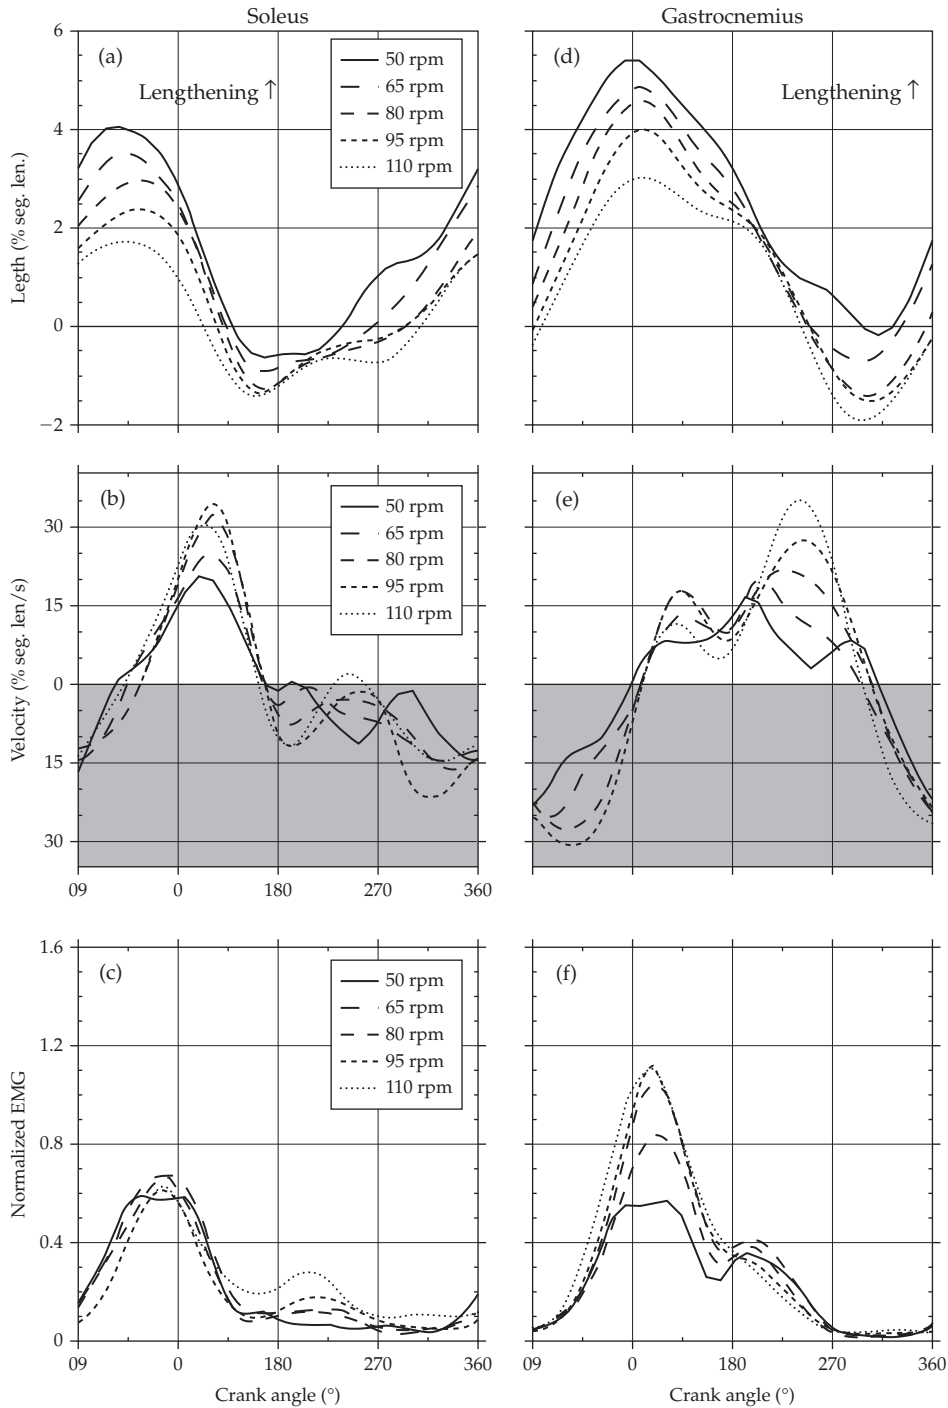 Soleus
Gastrocnemius
6
4
2
0
−2
Legth (% seg. len.)
(a)
Lengthening ↑
50 rpm
65 rpm
80 rpm
95 rpm
110 rpm
(d)
Lengthening ↑
30
15
0
15
30
Velocity (% seg. len/s)
(b)
50 rpm
65 rpm
80 rpm
95 rpm
110 rpm
(e)
09 0 180 270 360
1.6
1.2
0.8
0.4
0
Normalized EMG
(c)
50 rpm
65 rpm
80 rpm
95 rpm
110 rpm
(f)
09 0 180 270 360
09 0 180 270 360
Crank angle (°)
Crank angle (°)